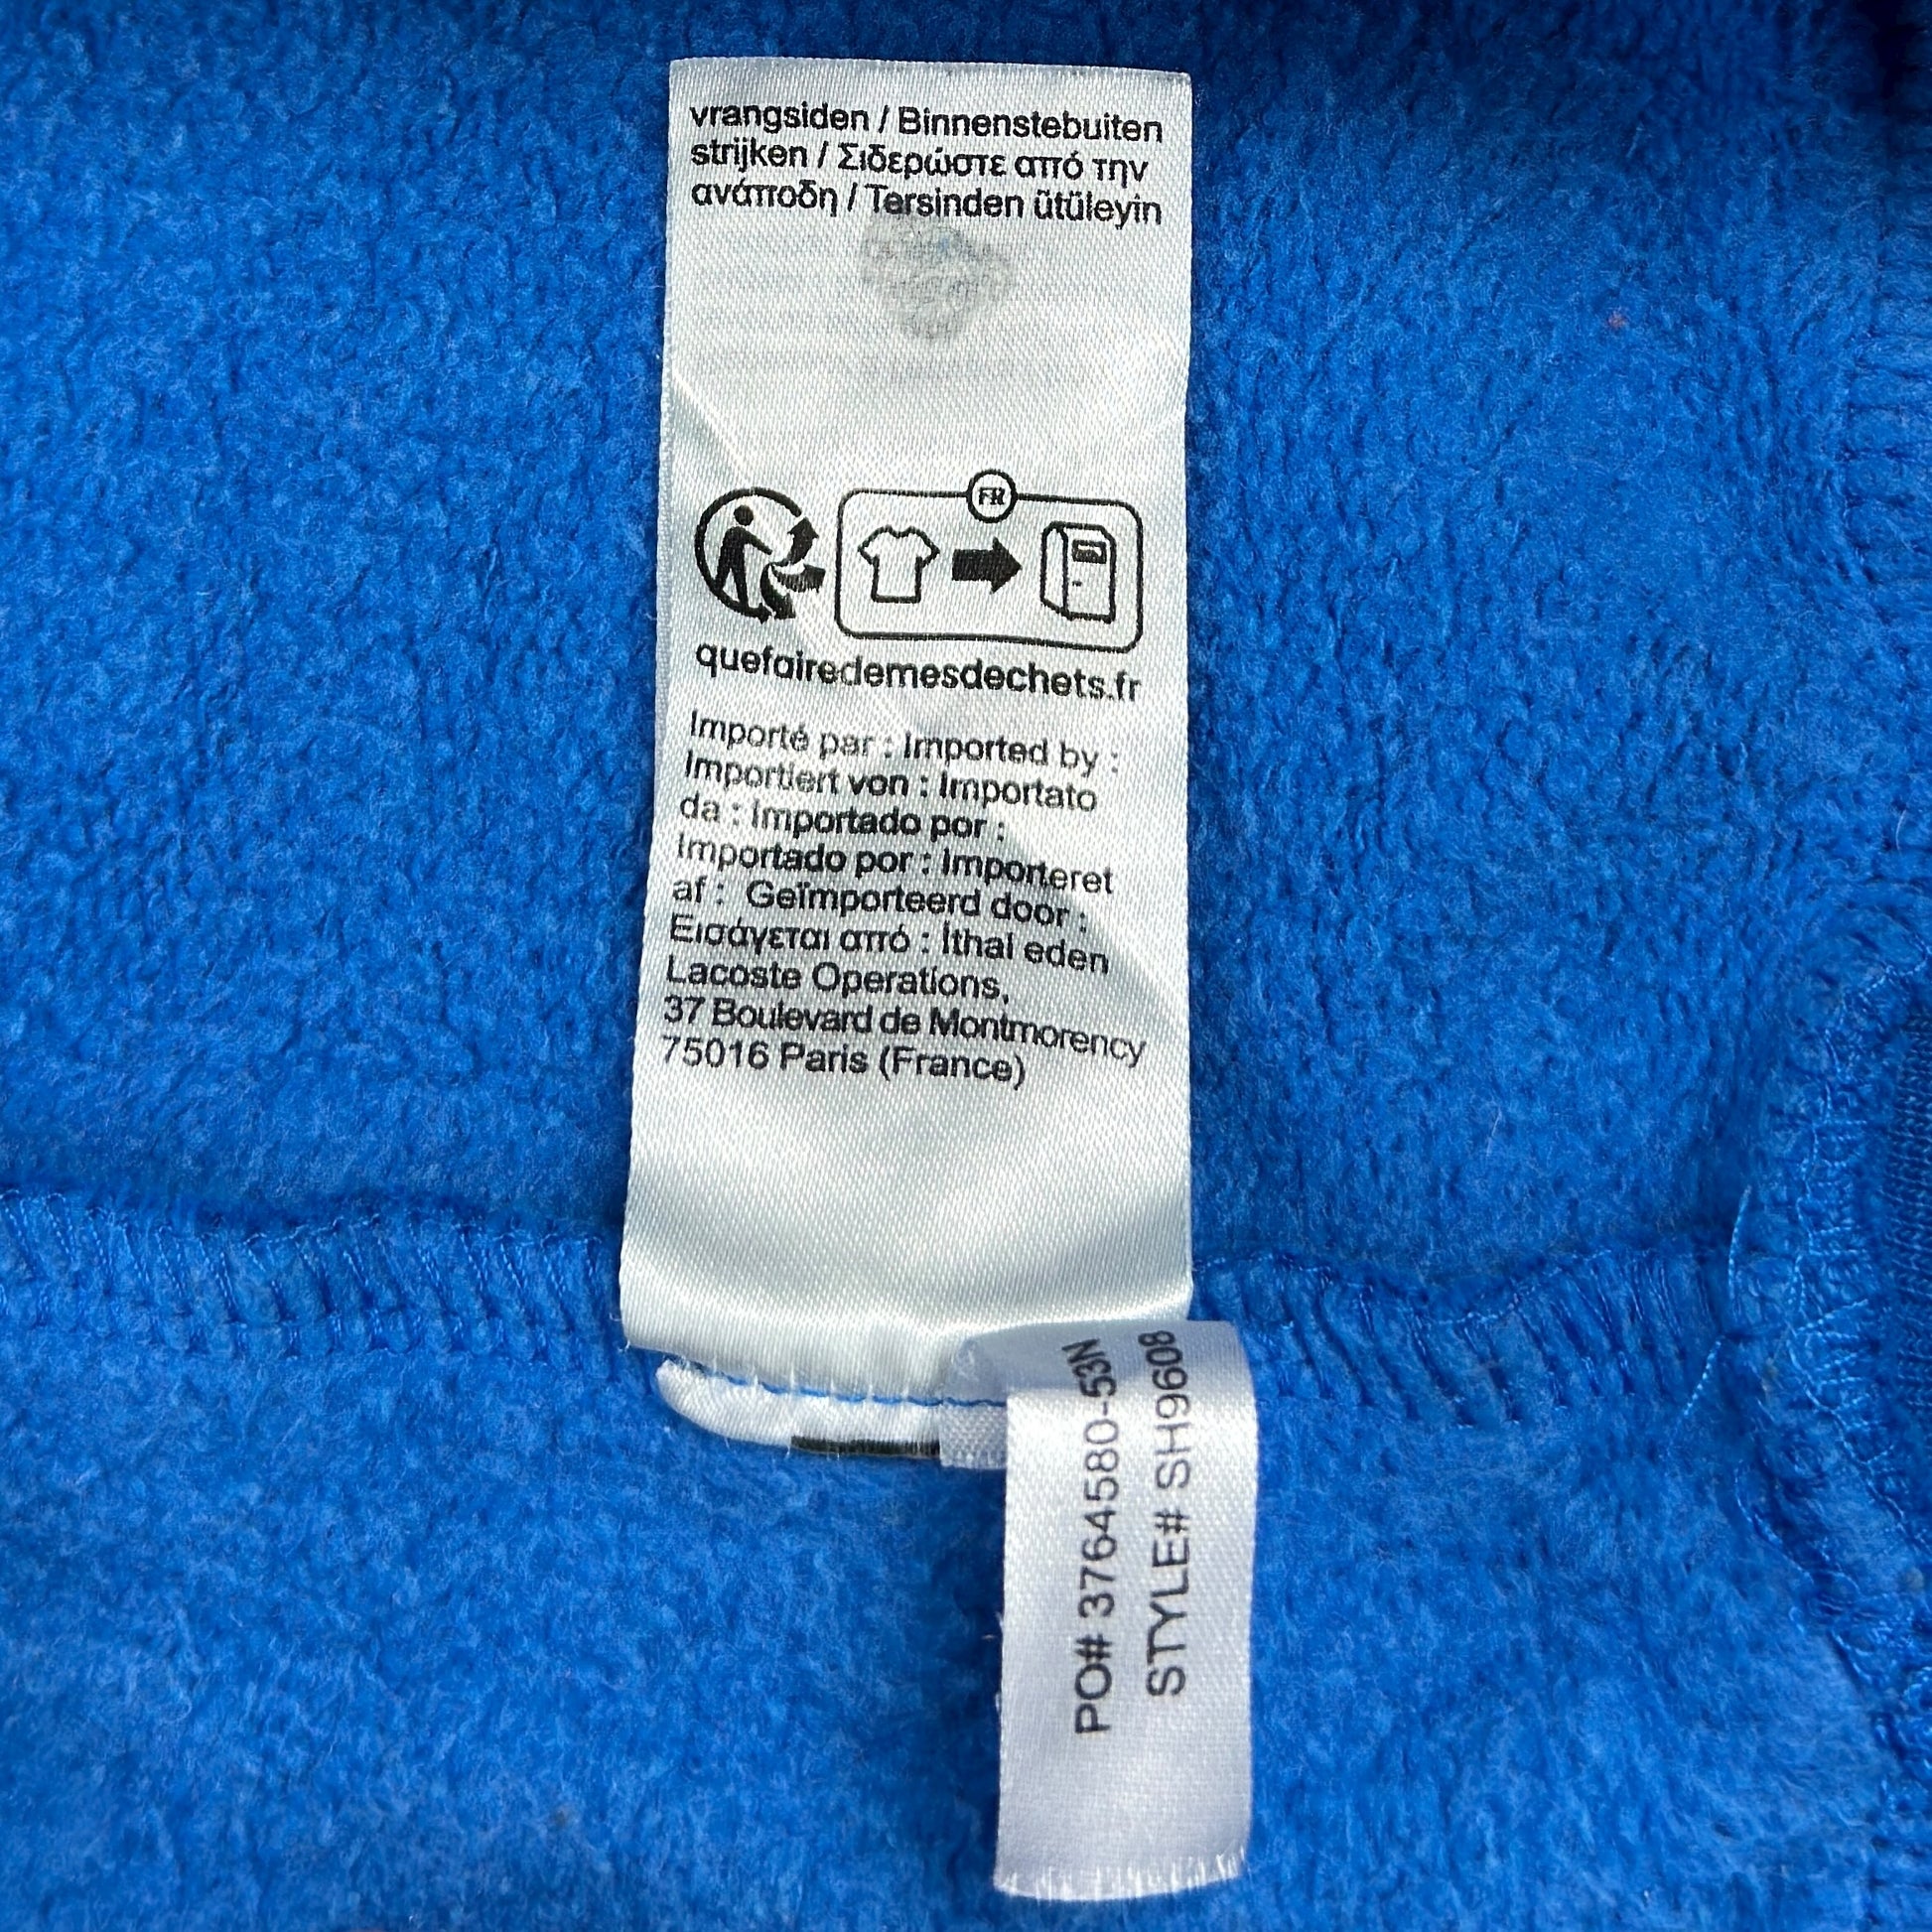 vrangsiden / Binnenstebuiten
strijken / Σιδερώστε από την
ανάποδη / Tersinden ütüleyin
FR
quefairedemesdechets.fr
Importé par : Imported by :
Importiert von : Importato
da : Importado por :
Importado por : Importeret
af : Geïmporteerd door :
Εισάγεται από : İthal eden
Lacoste Operations,
37 Boulevard de Montmorency
75016 Paris (France)
PO# 3764580-53N
STYLE# SH9608